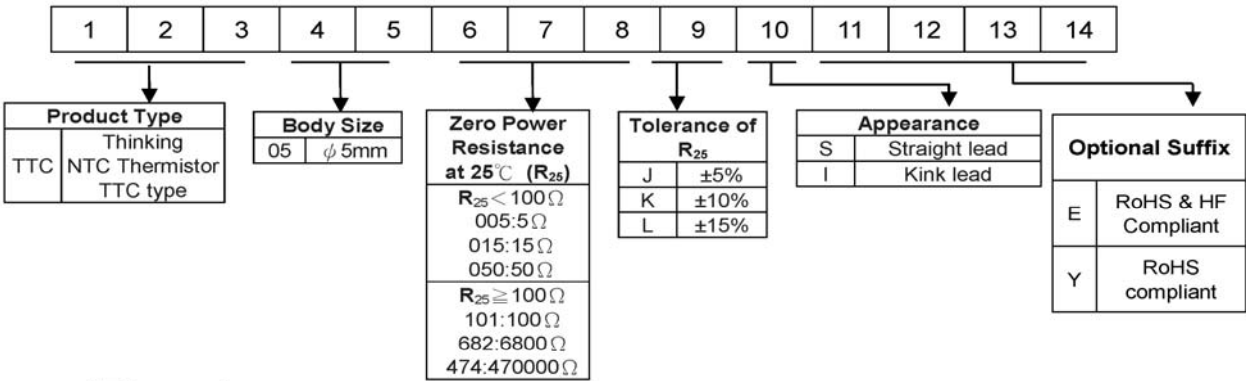 1 2 3 4 5 6 7 8 9 10 11 12 13 14
Product Type
TTC
Thinking
NTC Thermistor
TTC type
Body Size
05 ϕ5mm
Zero Power
Resistance
at 25℃ (R₂₅)
R₂₅<100Ω
005:5Ω
015:15Ω
050:50Ω
R₂₅≧100Ω
101:100Ω
682:6800Ω
474:470000Ω
Tolerance of
R₂₅
J ±5%
K ±10%
L ±15%
Appearance
S Straight lead
I Kink lead
Optional Suffix
E
RoHS & HF
Compliant
Y
RoHS
compliant